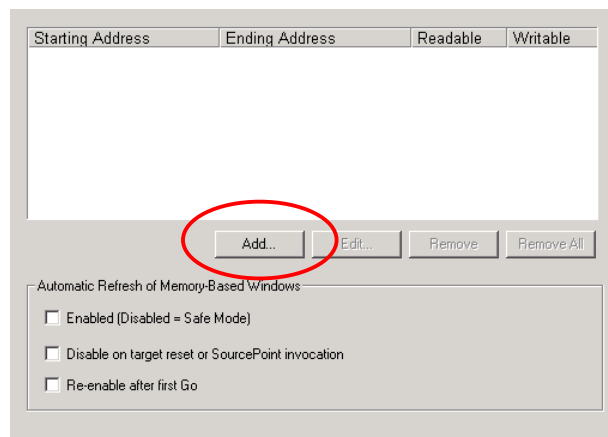 Starting Address Ending Address Readable Writable
Add... Edit... Remove Remove All
Automatic Refresh of Memory-Based Windows
Enabled (Disabled = Safe Mode)
Disable on target reset or SourcePoint invocation
Re-enable after first Go